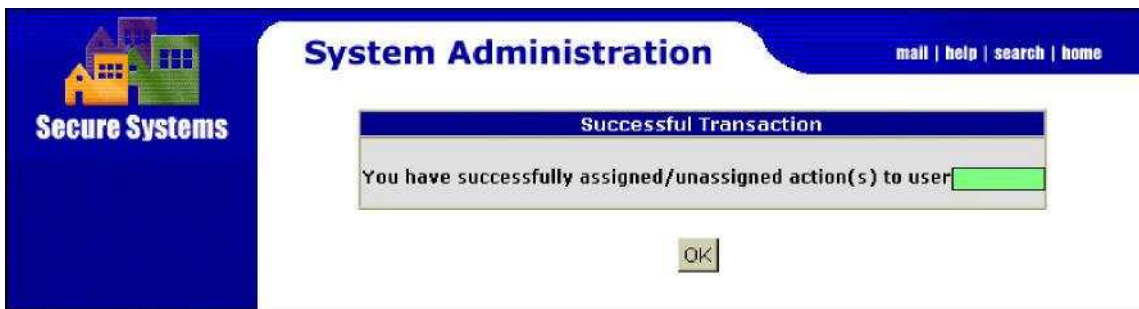 System Administration
mail | help | search | home
Secure Systems
Successful Transaction
You have successfully assigned/unassigned action(s) to user
OK